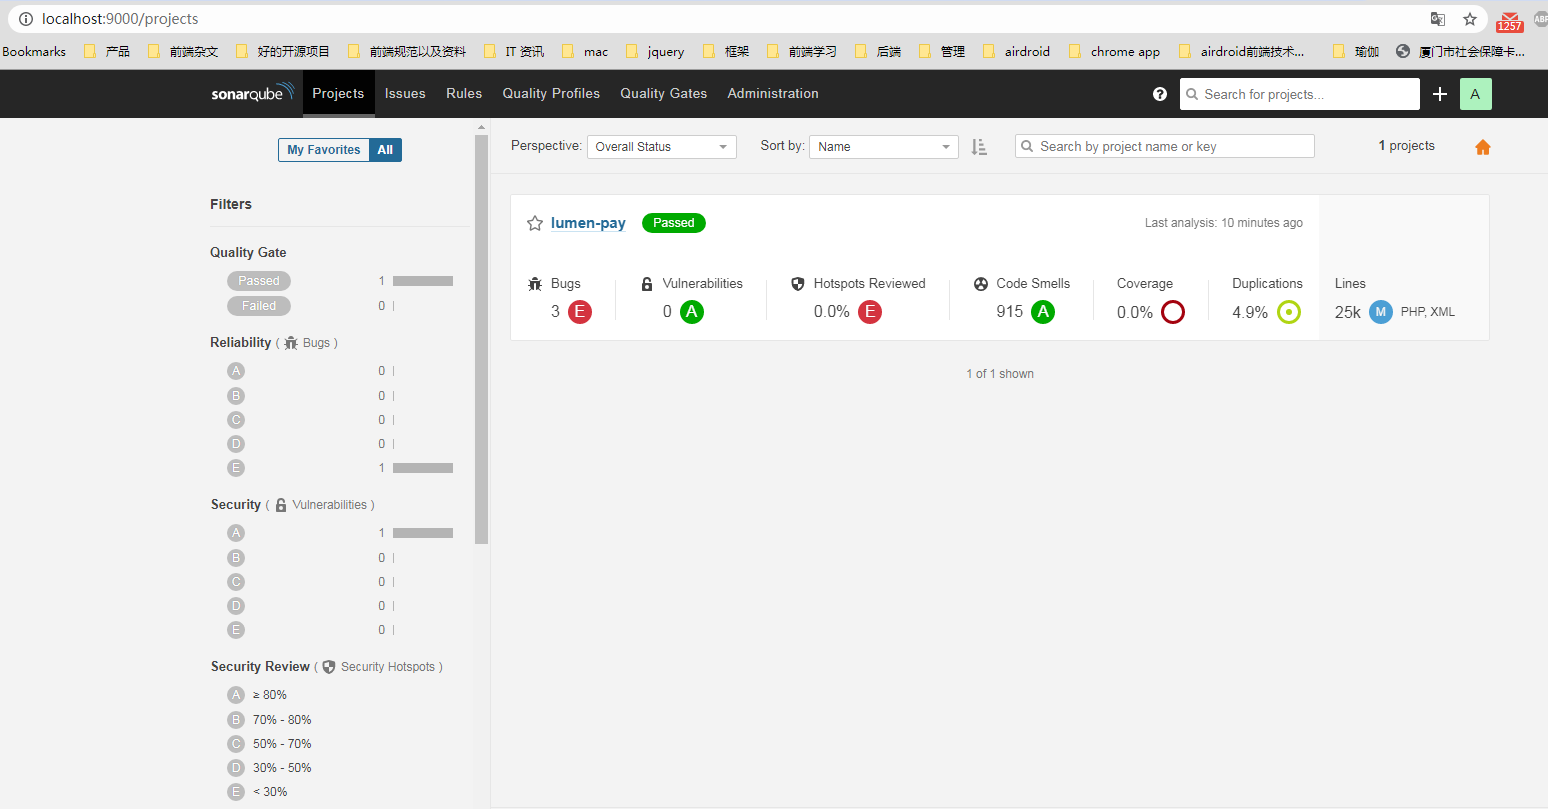 localhost:9000/projects
1257
ABP
Bookmarks 产品 前端杂文 好的开源项目 前端规范以及资料 IT 资讯 mac jquery 框架 前端学习 后端 管理 airdroid chrome app airdroid前端技术... 瑜伽 厦门市社会保障卡...
sonarqube Projects Issues Rules Quality Profiles Quality Gates Administration ? Search for projects... A
My Favorites All
Perspective: Overall Status Sort by: Name Search by project name or key 1 projects
Filters
Quality Gate
Passed 1
Failed 0
Reliability ( Bugs )
A 0
B 0
C 0
D 0
E 1
Security ( Vulnerabilities )
A 1
B 0
C 0
D 0
E 0
Security Review ( Security Hotspots )
A ≥ 80%
B 70% - 80%
C 50% - 70%
D 30% - 50%
E < 30%
lumen-pay Passed Last analysis: 10 minutes ago
Bugs Vulnerabilities Hotspots Reviewed Code Smells Coverage Duplications Lines
3 E 0 A 0.0% E 915 A 0.0% 4.9% 25k M PHP, XML
1 of 1 shown